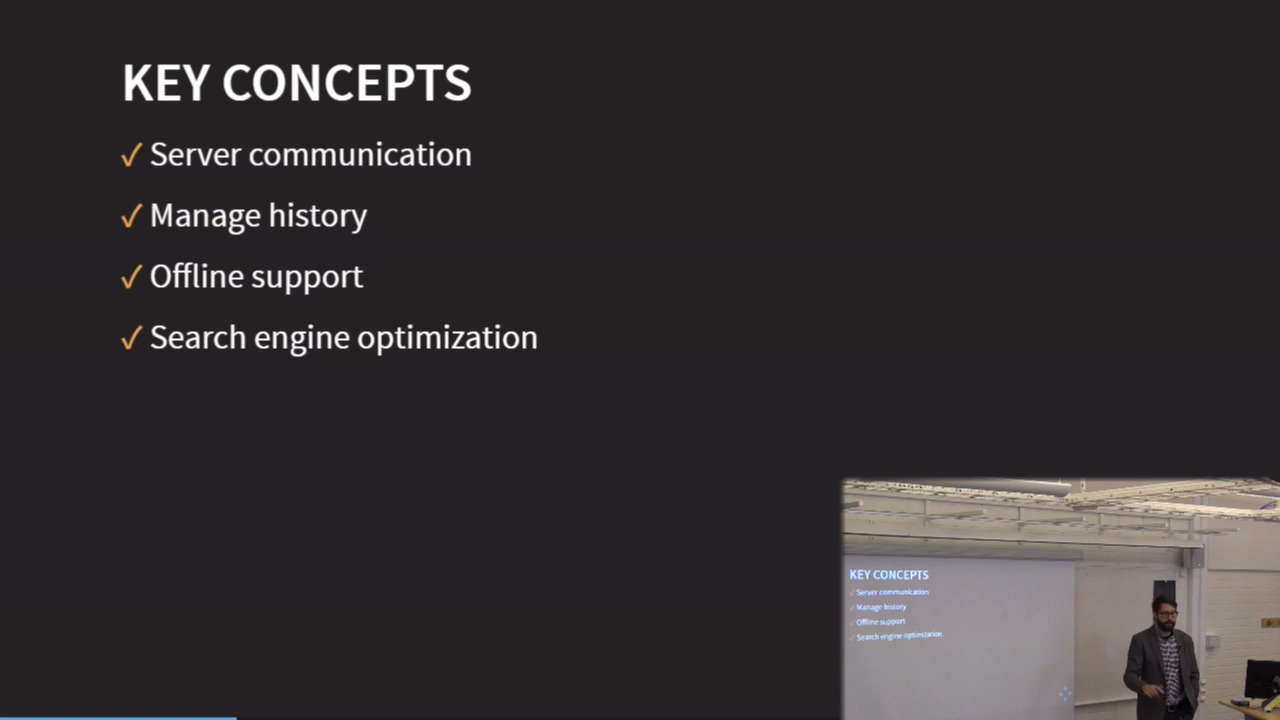 KEY CONCEPTS
✓ Server communication
✓ Manage history
✓ Offline support
✓ Search engine optimization
KEY CONCEPTS
✓ Server communication
✓ Manage history
✓ Offline support
✓ Search engine optimization